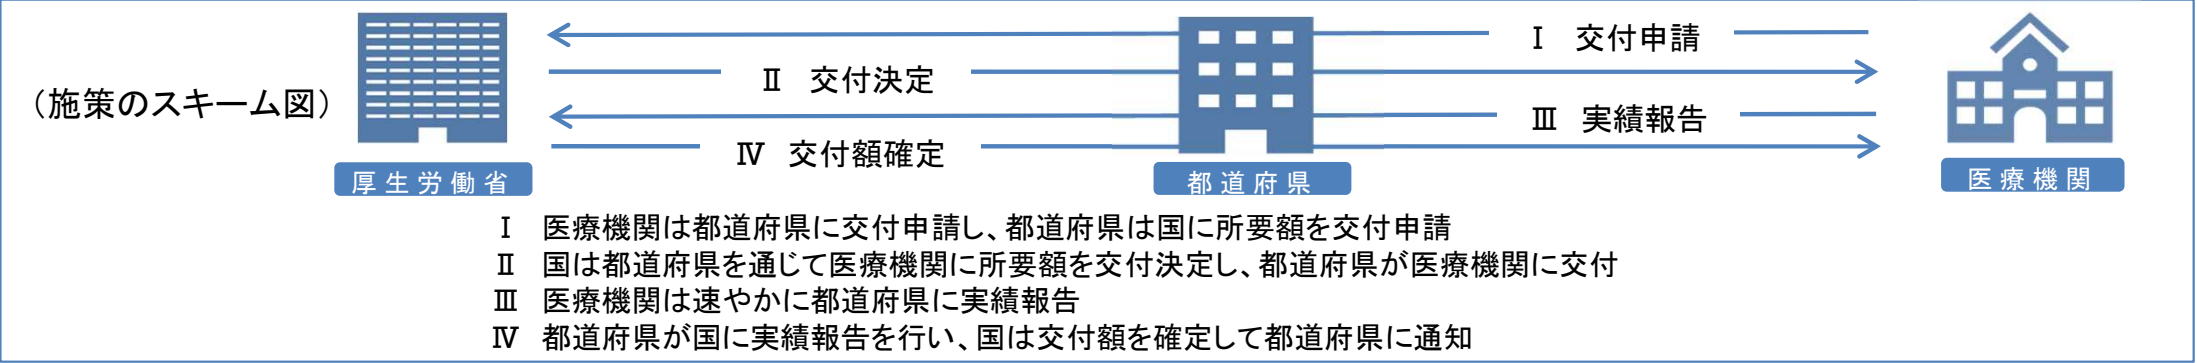 (施策のスキーム図)
Ⅰ 交付申請
Ⅱ 交付決定
Ⅲ 実績報告
Ⅳ 交付額確定
厚生労働省
都道府県
医療機関
Ⅰ 医療機関は都道府県に交付申請し、都道府県は国に所要額を交付申請
Ⅱ 国は都道府県を通じて医療機関に所要額を交付決定し、都道府県が医療機関に交付
Ⅲ 医療機関は速やかに都道府県に実績報告
Ⅳ 都道府県が国に実績報告を行い、国は交付額を確定して都道府県に通知